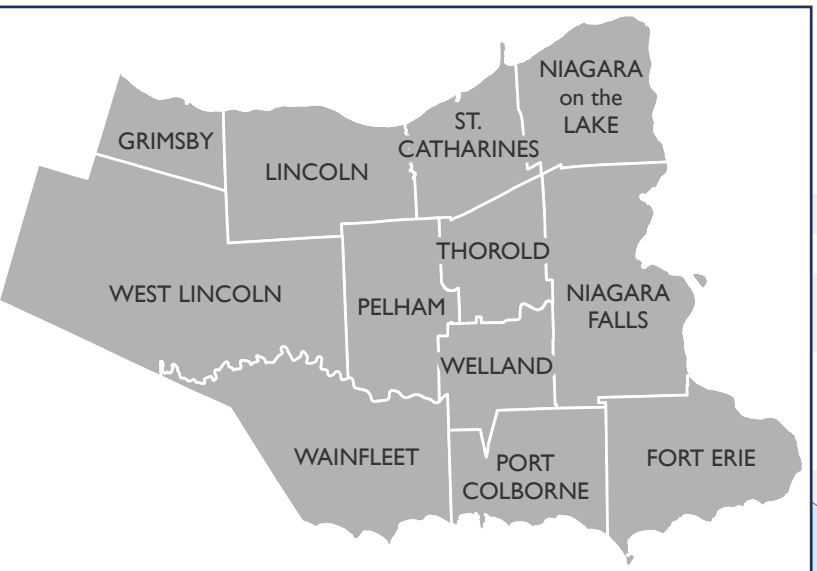 NIAGARA
on the
LAKE
ST.
CATHARINES
GRIMSBY
LINCOLN
THOROLD
WEST LINCOLN
PELHAM
NIAGARA
FALLS
WELLAND
WAINFLEET
PORT
COLBORNE
FORT ERIE